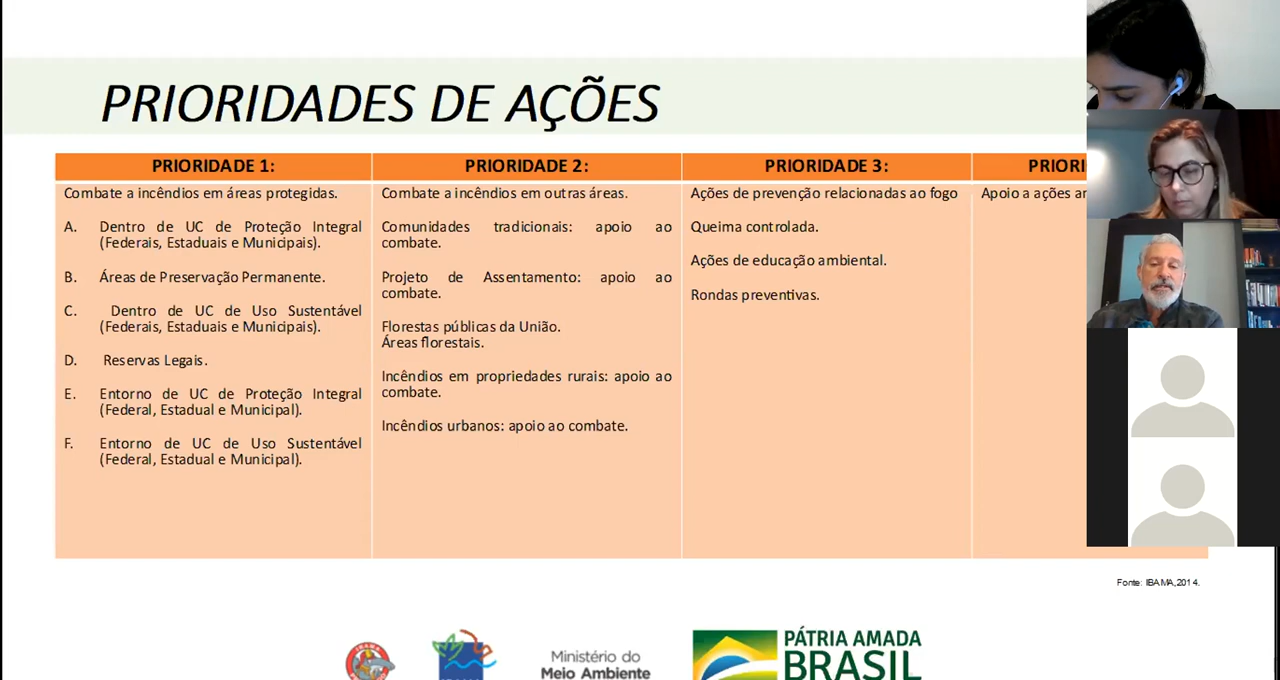 PRIORIDADES DE AÇÕES
PRIORIDADE 1:
Combate a incêndios em áreas protegidas.
A. Dentro de UC de Proteção Integral
(Federais, Estaduais e Municipais).
B. Áreas de Preservação Permanente.
C. Dentro de UC de Uso Sustentável
(Federais, Estaduais e Municipais).
D. Reservas Legais.
E. Entorno de UC de Proteção Integral
(Federal, Estadual e Municipal).
F. Entorno de UC de Uso Sustentável
(Federal, Estadual e Municipal).
PRIORIDADE 2:
Combate a incêndios em outras áreas.
Comunidades tradicionais: apoio ao
combate.
Projeto de Assentamento: apoio ao
combate.
Florestas públicas da União.
Áreas florestais.
Incêndios em propriedades rurais: apoio ao
combate.
Incêndios urbanos: apoio ao combate.
PRIORIDADE 3:
Ações de prevenção relacionadas ao fogo
Queima controlada.
Ações de educação ambiental.
Rondas preventivas.
PRIORI
Apoio a ações
Fonte: IBAMA,2014.
Ministério do
Meio Ambiente
PÁTRIA AMADA
BRASIL